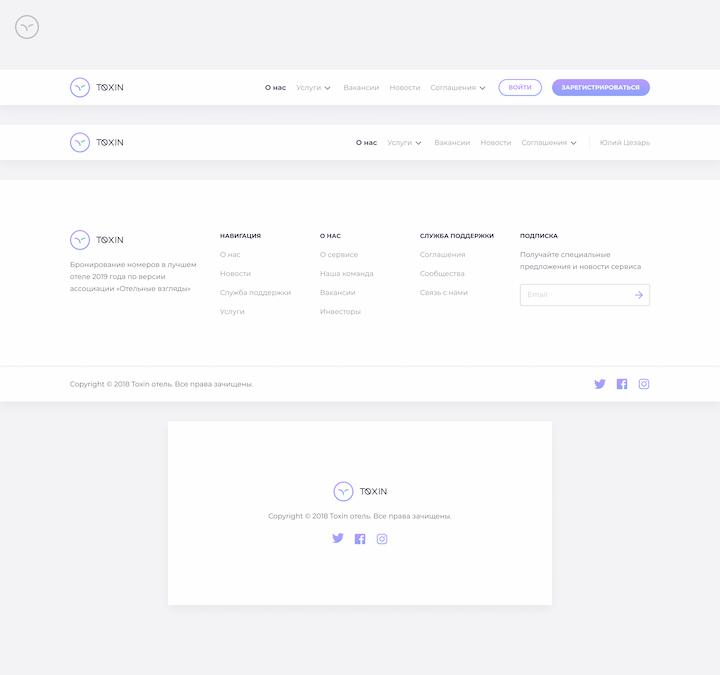 TOXIN О нас Услуги Вакансии Новости Соглашения ВОЙТИ ЗАРЕГИСТРИРОВАТЬСЯ
TOXIN О нас Услуги Вакансии Новости Соглашения Юлий Цезарь
TOXIN
Бронирование номеров в лучшем
отеле 2019 года по версии
ассоциации «Отельные взгляды»
НАВИГАЦИЯ
О нас
Новости
Служба поддержки
Услуги
О НАС
О сервисе
Наша команда
Вакансии
Инвесторы
СЛУЖБА ПОДДЕРЖКИ
Соглашения
Сообщества
Связь с нами
ПОДПИСКА
Получайте специальные
предложения и новости сервиса
Email
Copyright © 2018 Toxin отель. Все права зачищены.
TOXIN
Copyright © 2018 Toxin отель. Все права зачищены.